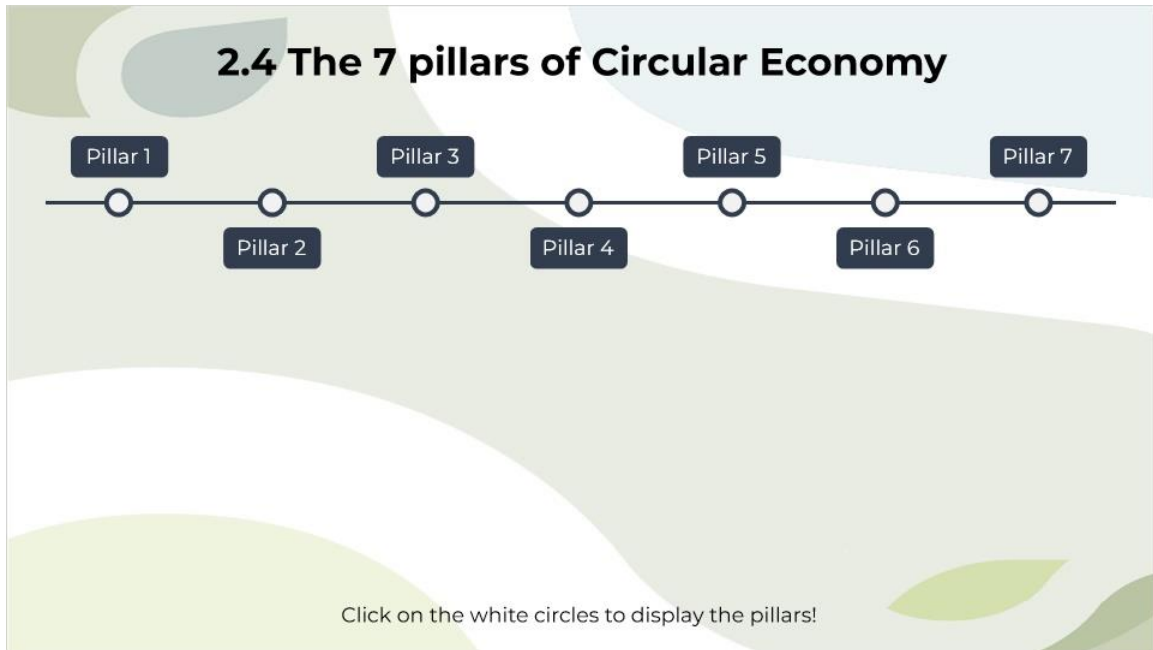 2.4 The 7 pillars of Circular Economy
Pillar 1
Pillar 2
Pillar 3
Pillar 4
Pillar 5
Pillar 6
Pillar 7
Click on the white circles to display the pillars!